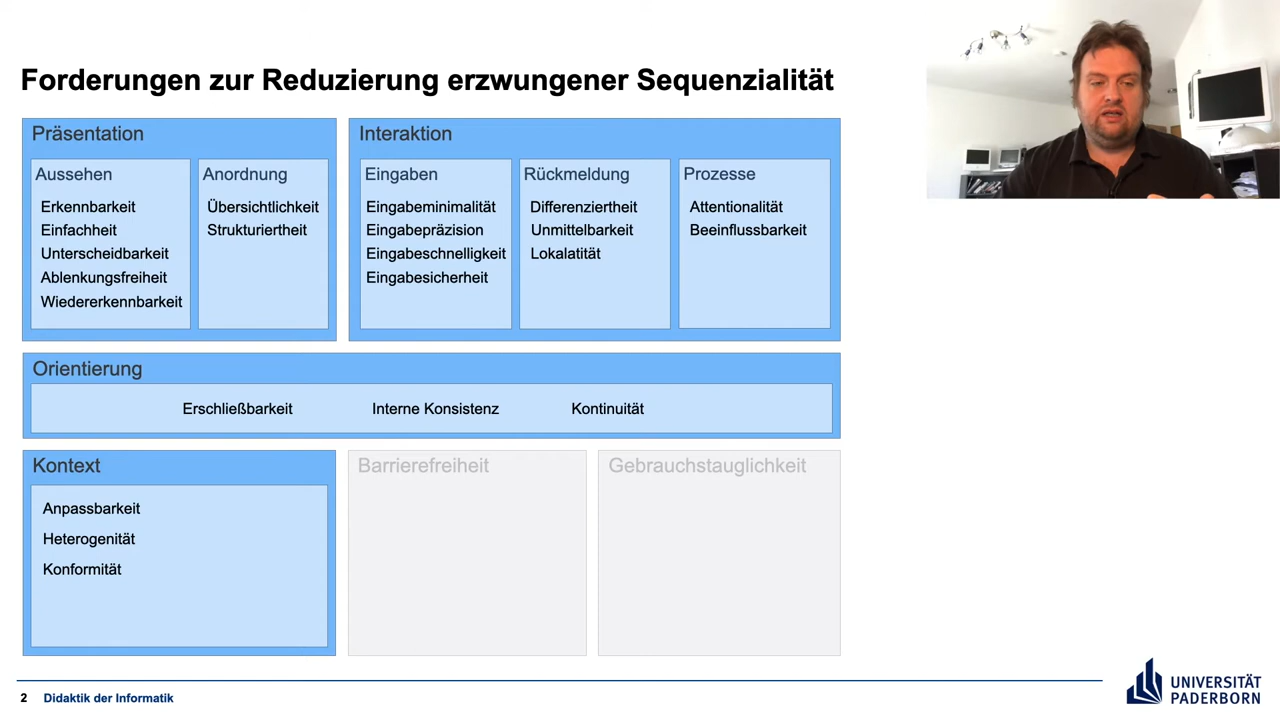 Forderungen zur Reduzierung erzwungener Sequenzialität
Präsentation
Aussehen
Erkennbarkeit
Einfachheit
Unterscheidbarkeit
Ablenkungsfreiheit
Wiedererkennbarkeit
Anordnung
Übersichtlichkeit
Strukturiertheit
Interaktion
Eingaben
Eingabeminimalität
Eingabepräzision
Eingabeschnelligkeit
Eingabesicherheit
Rückmeldung
Differenziertheit
Unmittelbarkeit
Lokalatität
Prozesse
Attentionalität
Beeinflussbarkeit
Orientierung
Erschließbarkeit
Interne Konsistenz
Kontinuität
Kontext
Anpassbarkeit
Heterogenität
Konformität
Barrierefreiheit
Gebrauchstauglichkeit
2 Didaktik der Informatik
UNIVERSITÄT
PADERBORN